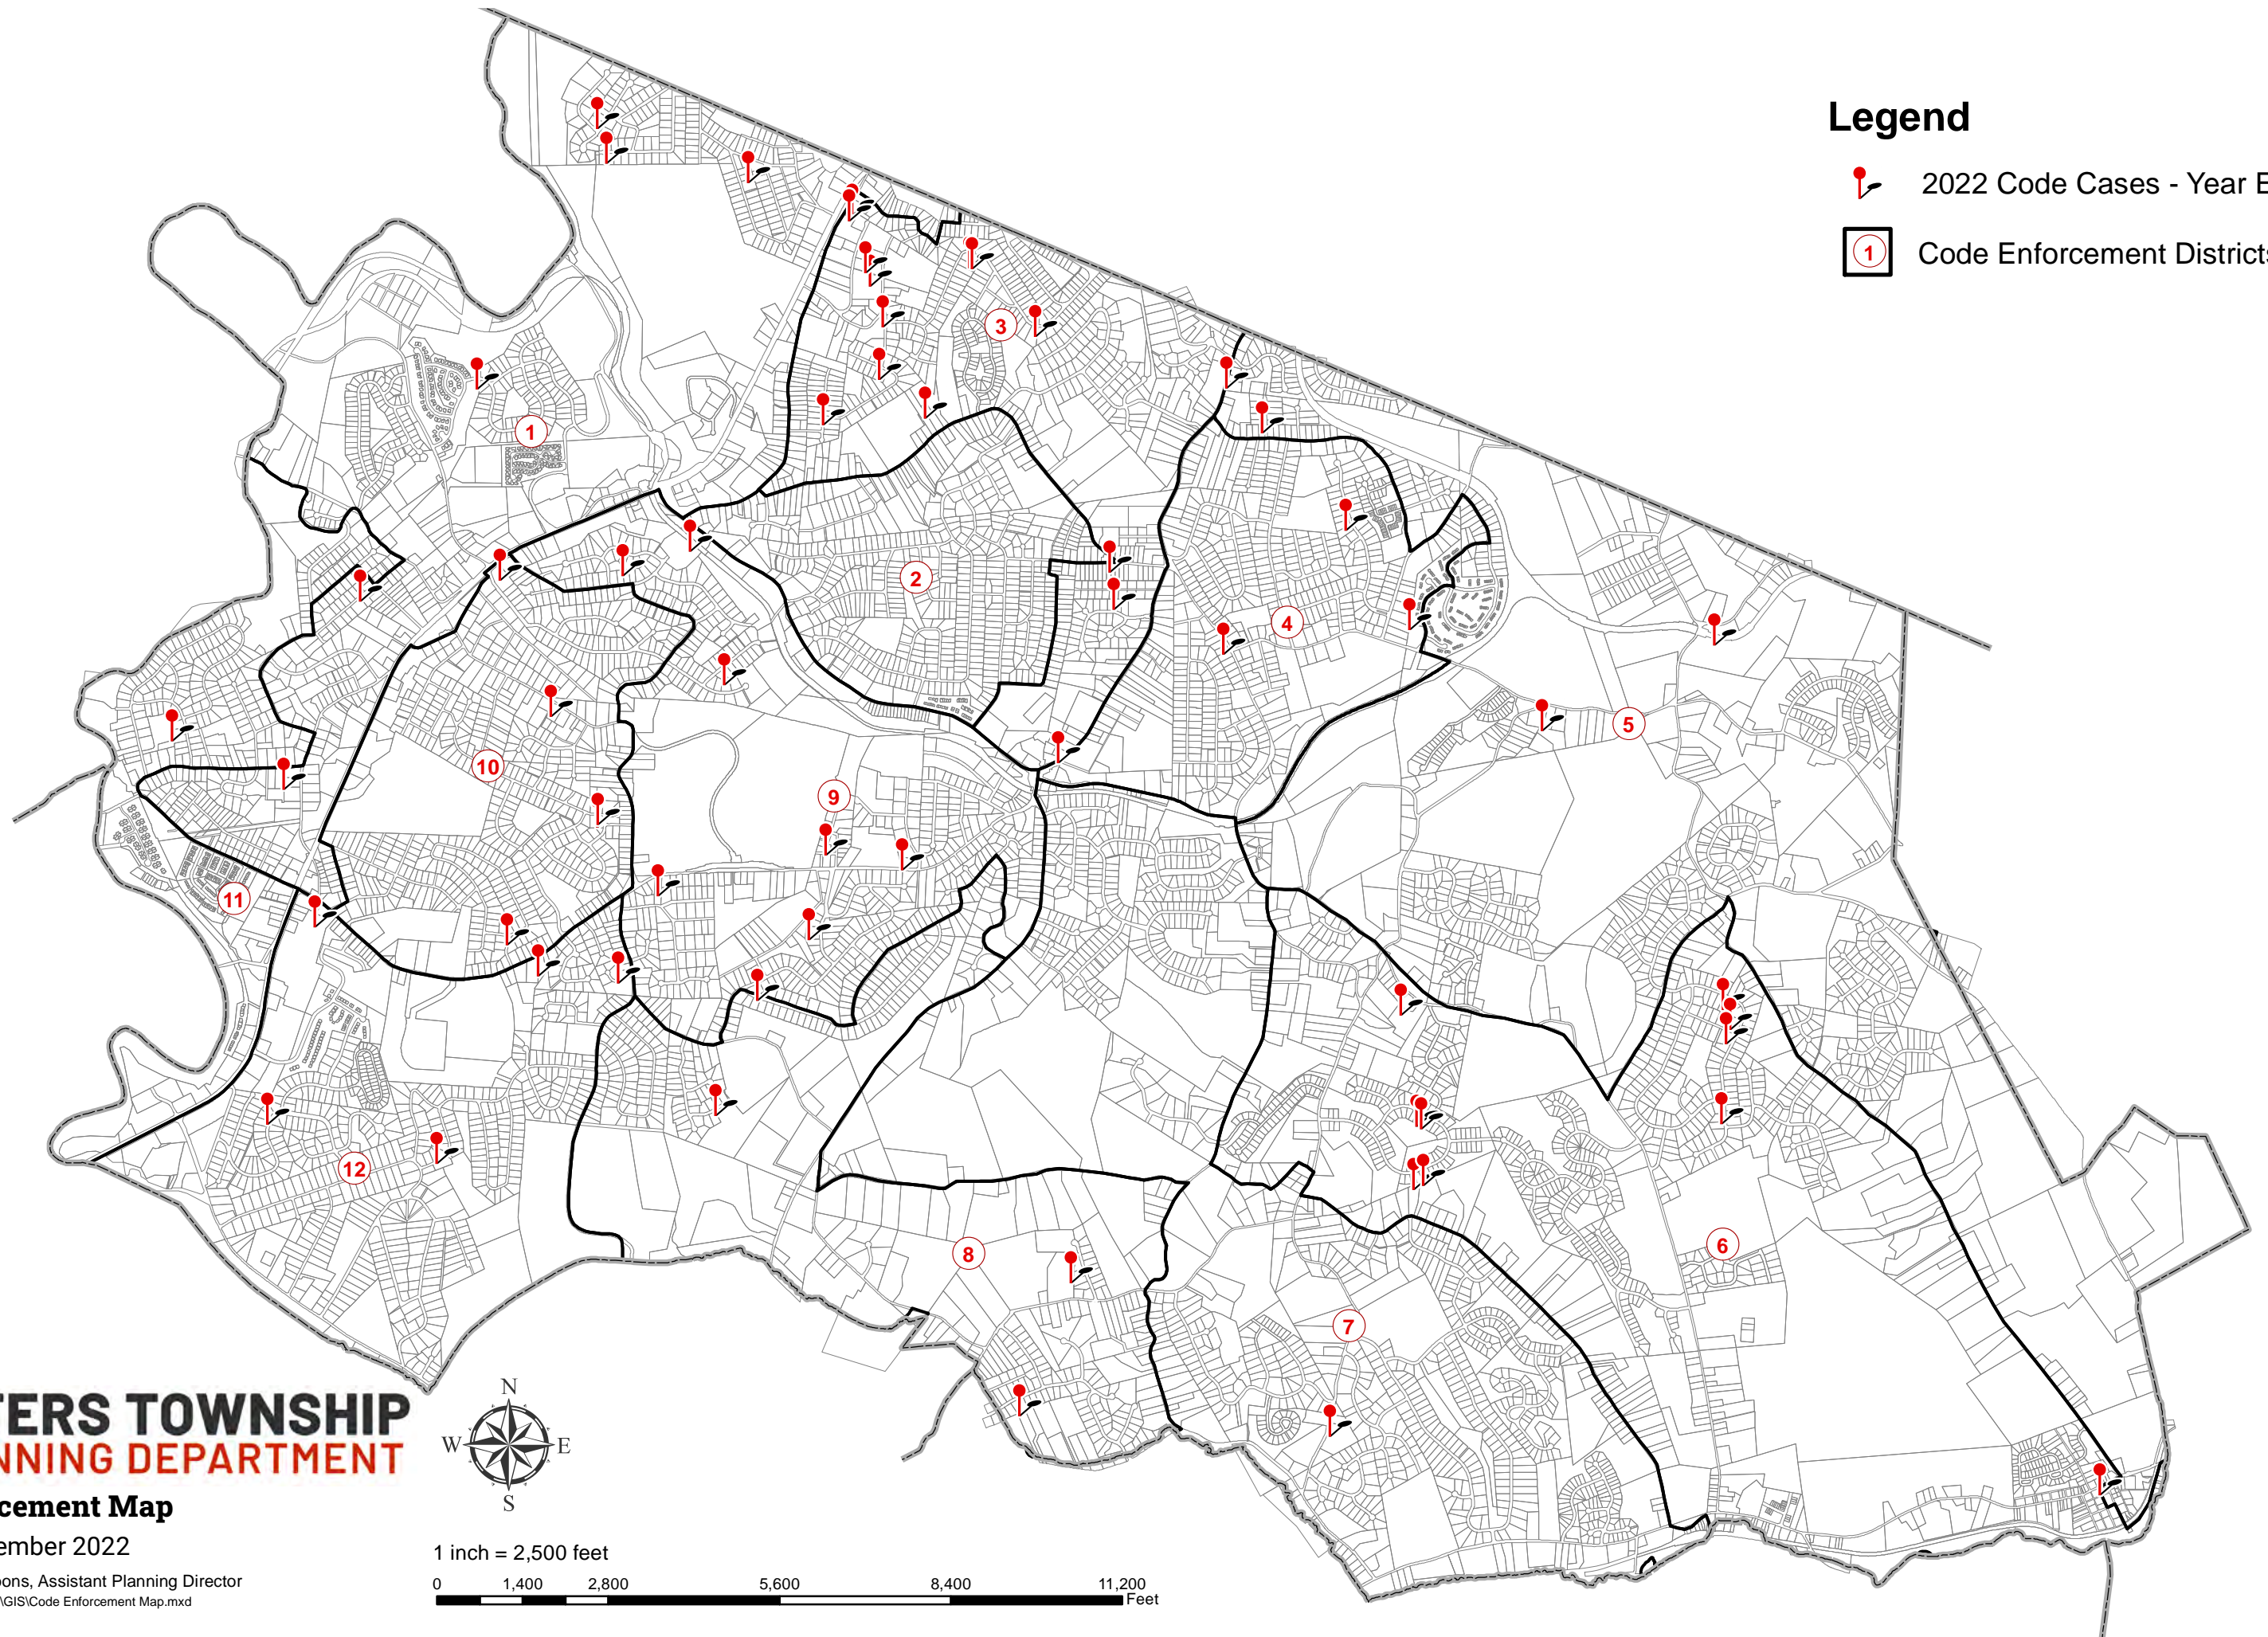 Legend
2022 Code Cases - Year E
1 Code Enforcement Districts
3
1
2
4
5
10
9
11
12
8
6
7
TERS TOWNSHIP
NNING DEPARTMENT
cement Map
ember 2022
ons, Assistant Planning Director
\GIS\Code Enforcement Map.mxd
N
W E
S
1 inch = 2,500 feet
0 1,400 2,800 5,600 8,400 11,200
Feet